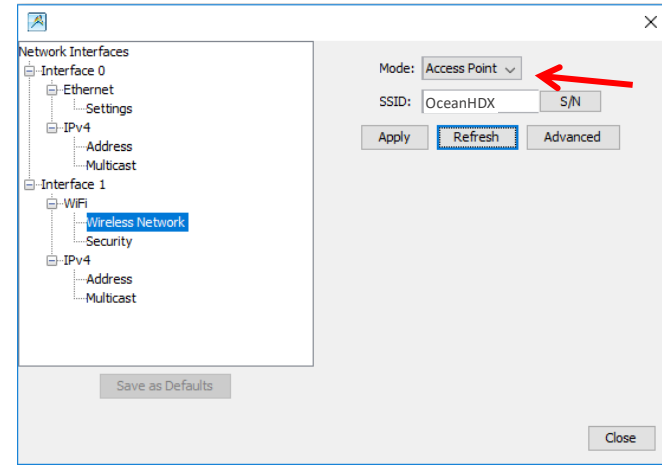 Network Interfaces
Interface 0
Ethernet
Settings
IPv4
Address
Multicast
Interface 1
WiFi
Wireless Network
Security
IPv4
Address
Multicast
Save as Defaults
Mode: Access Point
SSID: OceanHDX S/N
Apply Refresh Advanced
Close